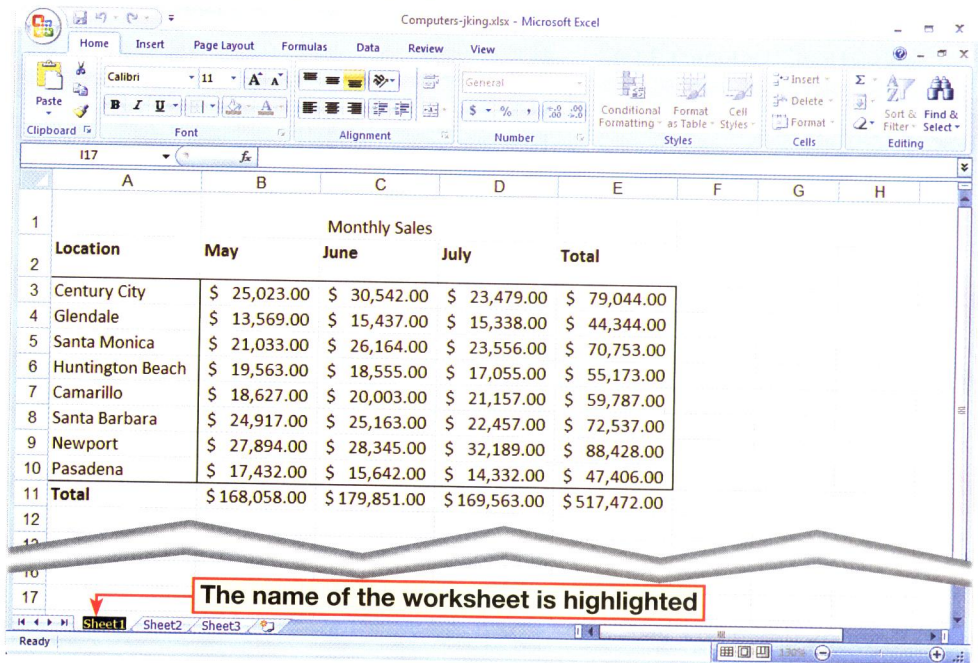 Computers-jking.xlsx - Microsoft Excel
Home Insert Page Layout Formulas Data Review View
Calibri 11 A A General Insert Σ
Paste B I U A $ % , .0 .00 .00 .0 Conditional Formatting Format as Table Cell Styles Delete Format Sort & Filter Find & Select
Clipboard Font Alignment Number Styles Cells Editing
I17 fx
A B C D E F G H
1 Monthly Sales
2 Location May June July Total
3 Century City $ 25,023.00 $ 30,542.00 $ 23,479.00 $ 79,044.00
4 Glendale $ 13,569.00 $ 15,437.00 $ 15,338.00 $ 44,344.00
5 Santa Monica $ 21,033.00 $ 26,164.00 $ 23,556.00 $ 70,753.00
6 Huntington Beach $ 19,563.00 $ 18,555.00 $ 17,055.00 $ 55,173.00
7 Camarillo $ 18,627.00 $ 20,003.00 $ 21,157.00 $ 59,787.00
8 Santa Barbara $ 24,917.00 $ 25,163.00 $ 22,457.00 $ 72,537.00
9 Newport $ 27,894.00 $ 28,345.00 $ 32,189.00 $ 88,428.00
10 Pasadena $ 17,432.00 $ 15,642.00 $ 14,332.00 $ 47,406.00
11 Total $ 168,058.00 $ 179,851.00 $ 169,563.00 $ 517,472.00
12
17 The name of the worksheet is highlighted
Sheet1 Sheet2 Sheet3
Ready 130%